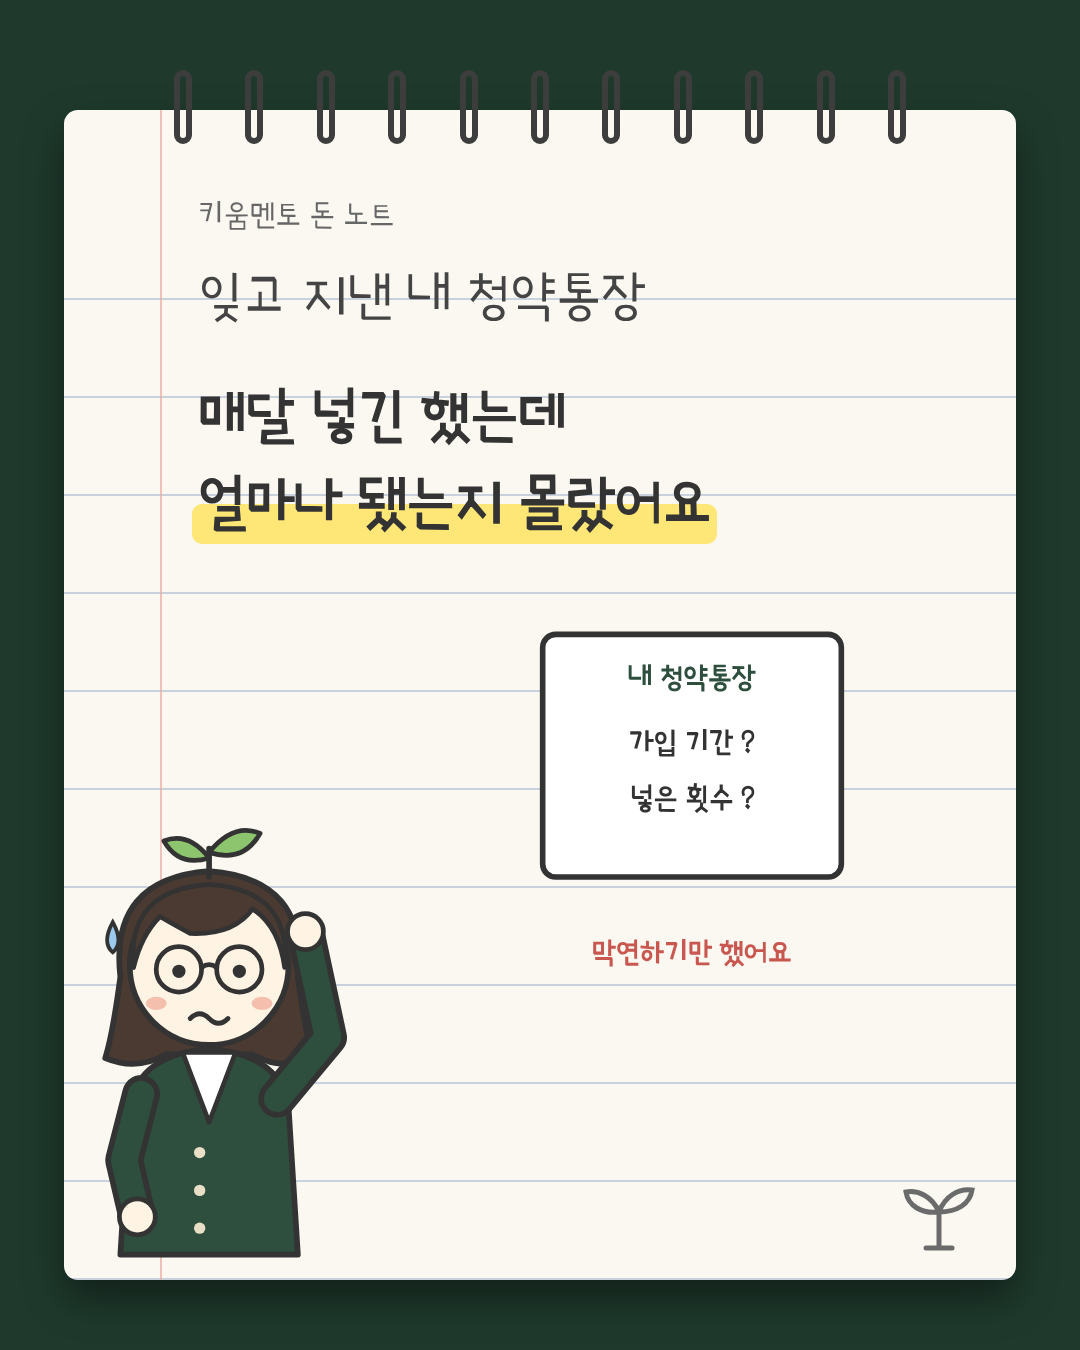 키움멘토 돈 노트
잊고 지낸 내 청약통장
매달 넣긴 했는데
얼마나 됐는지 몰랐어요
내 청약통장
가입 기간 ?
넣은 횟수 ?
막연하기만 했어요